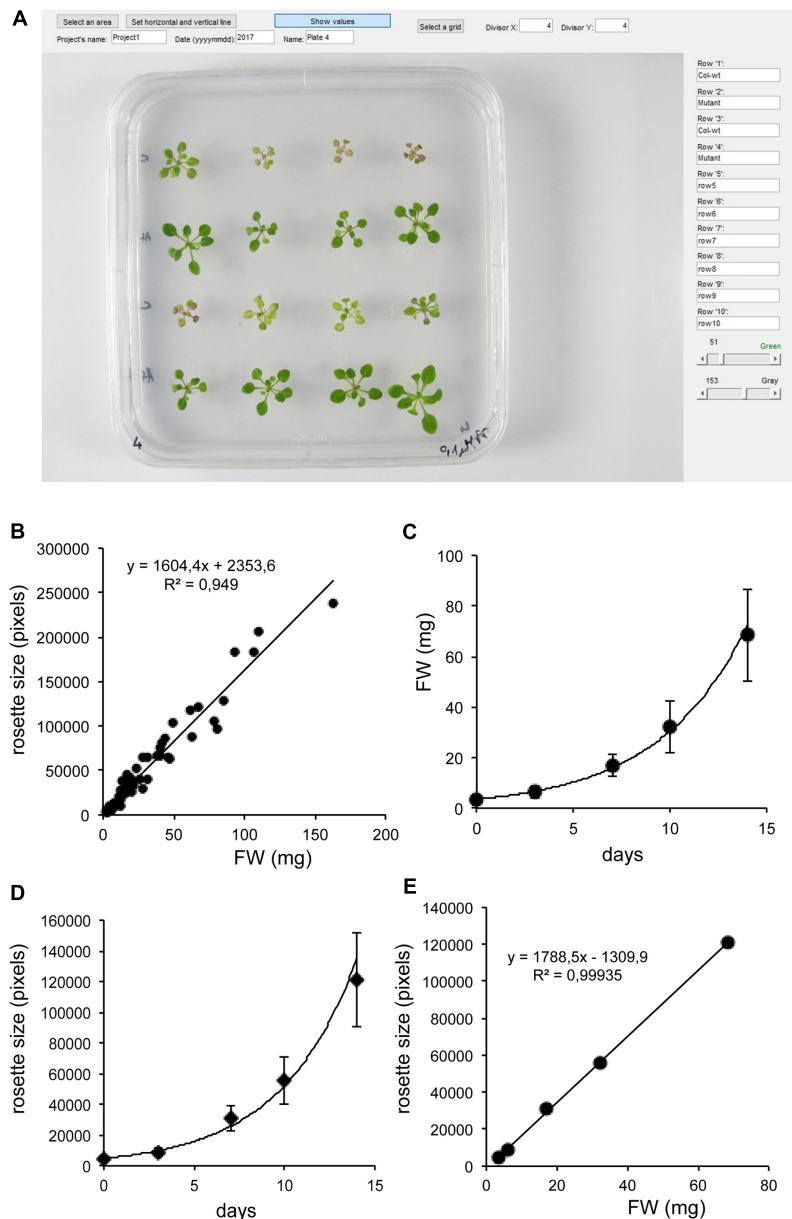 A
Select an area
Set horizontal and vertical line
Show values
Select a grid
Divisor X: 4
Divisor Y: 4
Project's name: Project1
Date (yyyymmdd): 2017
Name: Plate 4
Row '1':
Col-wt
Row '2':
Mutant
Row '3':
Col-wt
Row '4':
Mutant
Row '5':
row5
Row '6':
row6
Row '7':
row7
Row '8':
row8
Row '9':
row9
Row '10':
row10
51
Green
153
Gray
4
B
y = 1604,4x + 2353,6
R² = 0,949
rosette size (pixels)
300000
250000
200000
150000
100000
50000
0
0 50 100 150 200
FW (mg)
C
FW (mg)
100
80
60
40
20
0
0 5 10 15
days
D
rosette size (pixels)
160000
140000
120000
100000
80000
60000
40000
20000
0
0 5 10 15
days
E
y = 1788,5x - 1309,9
R² = 0,99935
rosette size (pixels)
140000
120000
100000
80000
60000
40000
20000
0
0 20 40 60 80
FW (mg)